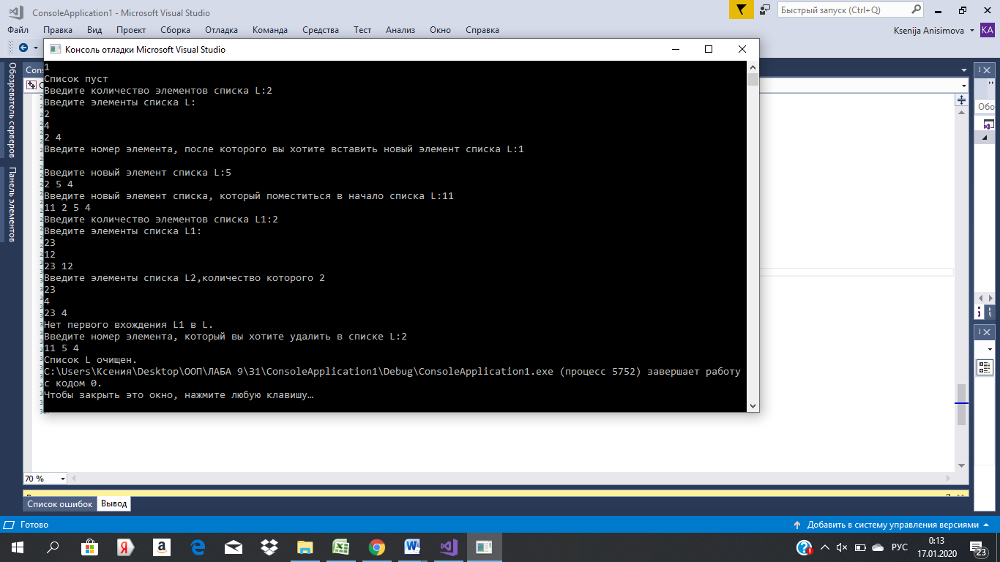 ConsoleApplication1 - Microsoft Visual Studio
Быстрый запуск (Ctrl+Q)
Файл Правка Вид Проект Сборка Отладка Команда Средства Тест Анализ Окно Справка
Ksenija Anisimova KA
Консоль отладки Microsoft Visual Studio
Обозреватель серверов
Панель элементов
1
Список пуст
Введите количество элементов списка L:2
Введите элементы списка L:
2
4
2 4
Введите номер элемента, после которого вы хотите вставить новый элемент списка L:1
Введите новый элемент списка L:5
2 5 4
Введите новый элемент списка, который поместиться в начало списка L:11
11 2 5 4
Введите количество элементов списка L1:2
Введите элементы списка L1:
23
12
23 12
Введите элементы списка L2,количество которого 2
23
4
23 4
Нет первого вхождения L1 в L.
Введите номер элемента, который вы хотите удалить в списке L:2
11 5 4
Список L очищен.
C:\Users\Ксения\Desktop\ООП\ЛАБА 9\31\ConsoleApplication1\Debug\ConsoleApplication1.exe (процесс 5752) завершает работу
с кодом 0.
Чтобы закрыть это окно, нажмите любую клавишу…
70 %
Список ошибок Вывод
Готово
Добавить в систему управления версиями
РУС
0:13
17.01.2020
23